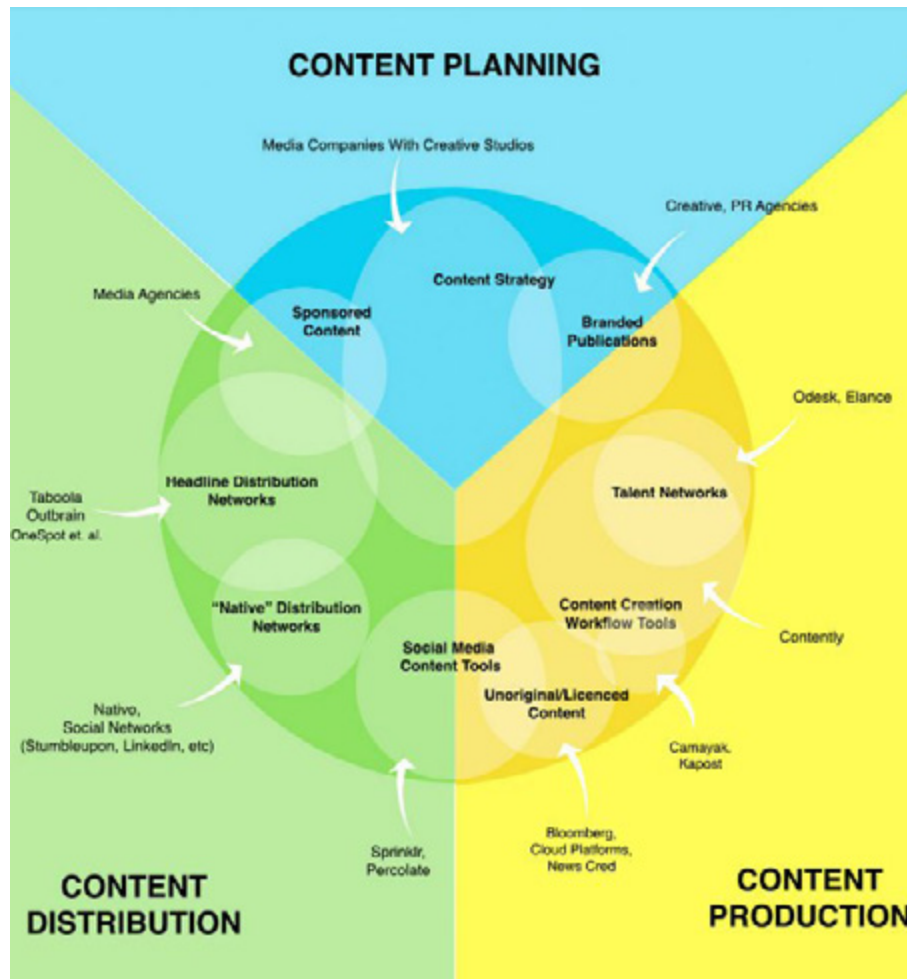 CONTENT PLANNING
Media Companies With Creative Studios
Creative, PR Agencies
Content Strategy
Media Agencies
Sponsored
Content
Branded
Publications
Odesk, Elance
Headline Distribution
Networks
Talent Networks
Taboola
Outbrain
OneSpot et. al.
"Native" Distribution
Networks
Content Creation
Workflow Tools
Contently
Social Media
Content Tools
Unoriginal/Licenced
Content
Nativo,
Social Networks
(Stumbleupon, LinkedIn, etc)
Camayak,
Kapost
Sprinklr,
Percolate
Bloomberg,
Cloud Platforms,
News Cred
CONTENT
DISTRIBUTION
CONTENT
PRODUCTION